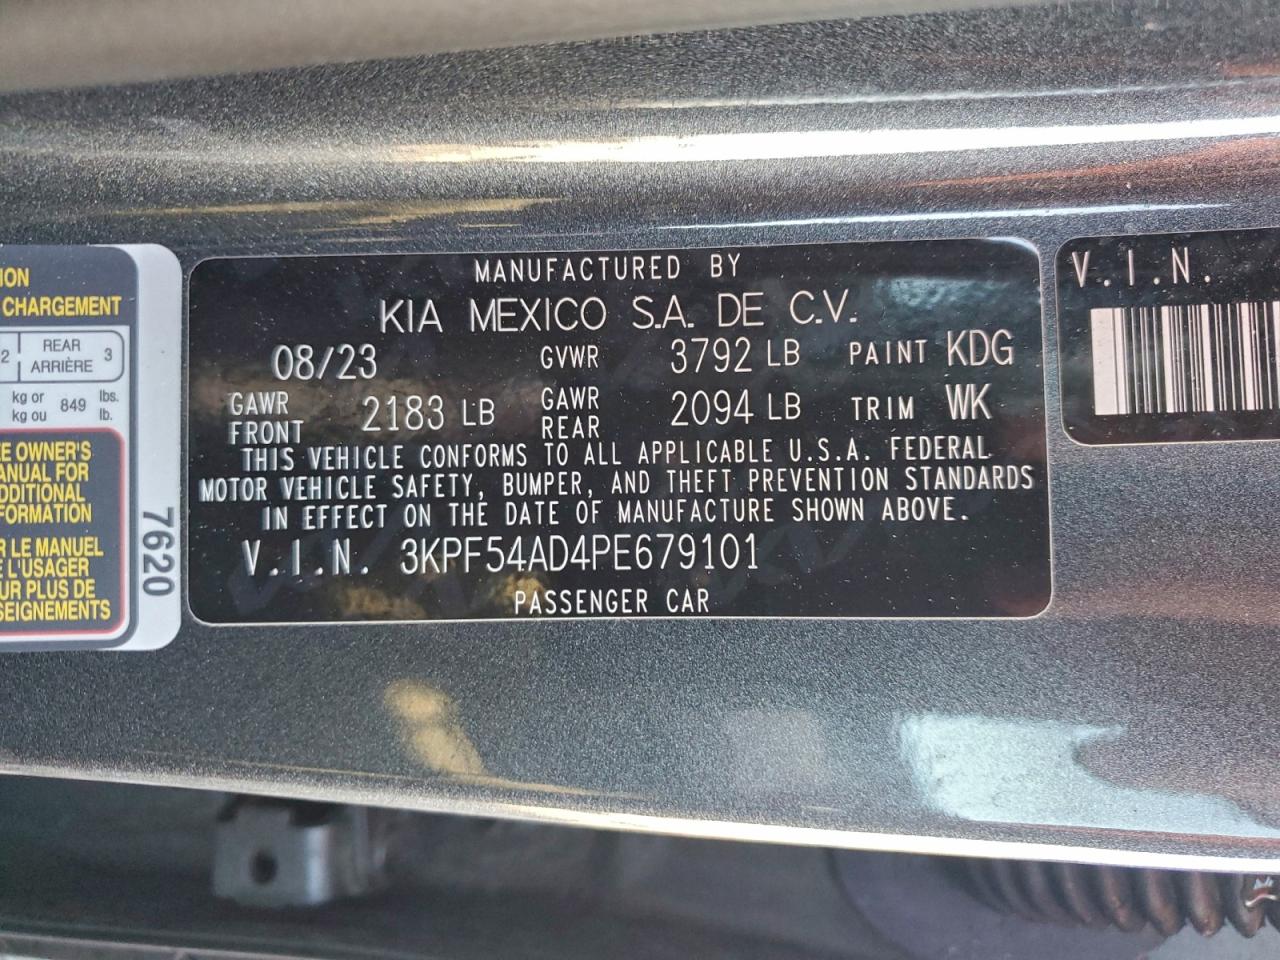 ION
CHARGEMENT
2 REAR 3
ARRIÈRE
kg or 849 lbs.
kg ou lb.
EE OWNER'S
ANUAL FOR
DDITIONAL
FORMATION
R LE MANUEL
E L'USAGER
UR PLUS DE
SEIGNEMENTS
7620
MANUFACTURED BY
KIA MEXICO S.A. DE C.V.
08/23 GVWR 3792 LB PAINT KDG
GAWR FRONT 2183 LB GAWR REAR 2094 LB TRIM WK
THIS VEHICLE CONFORMS TO ALL APPLICABLE U.S.A. FEDERAL
MOTOR VEHICLE SAFETY, BUMPER, AND THEFT PREVENTION STANDARDS
IN EFFECT ON THE DATE OF MANUFACTURE SHOWN ABOVE.
V.I.N. 3KPF54AD4PE679101
PASSENGER CAR
V.I.N.